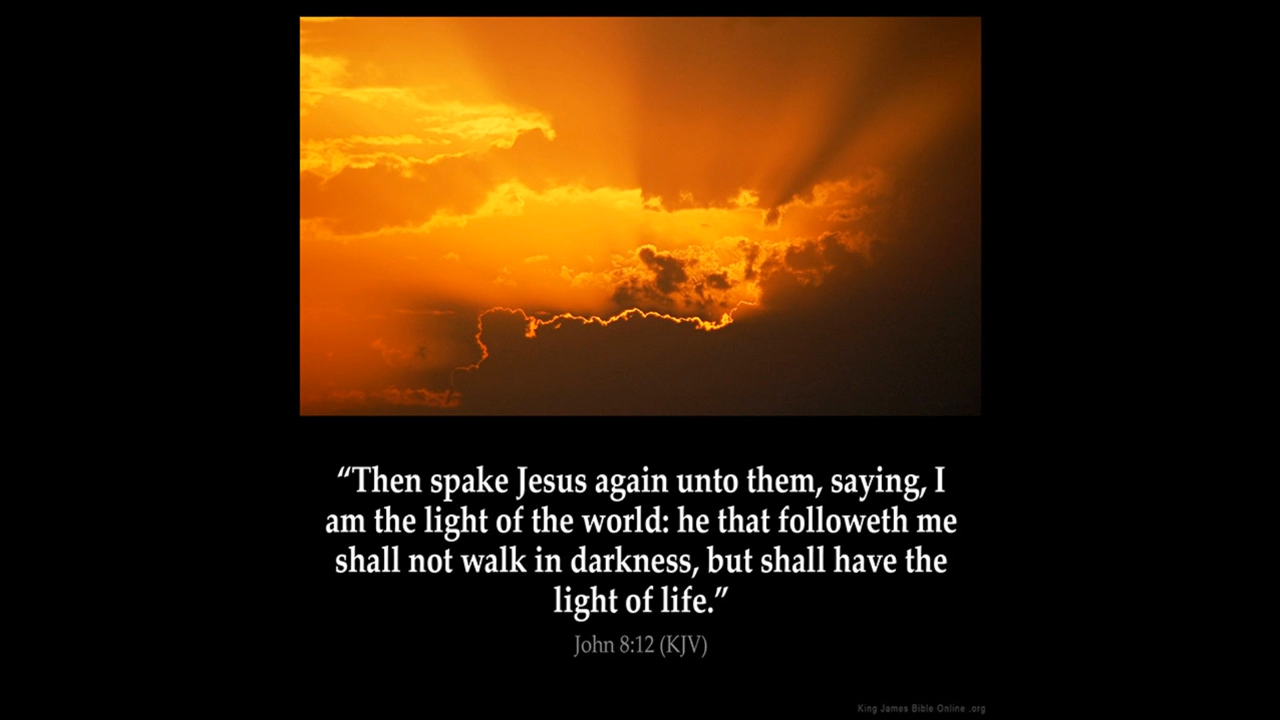 “Then spake Jesus again unto them, saying, I
am the light of the world: he that followeth me
shall not walk in darkness, but shall have the
light of life.”
John 8:12 (KJV)
King James Bible Online .org